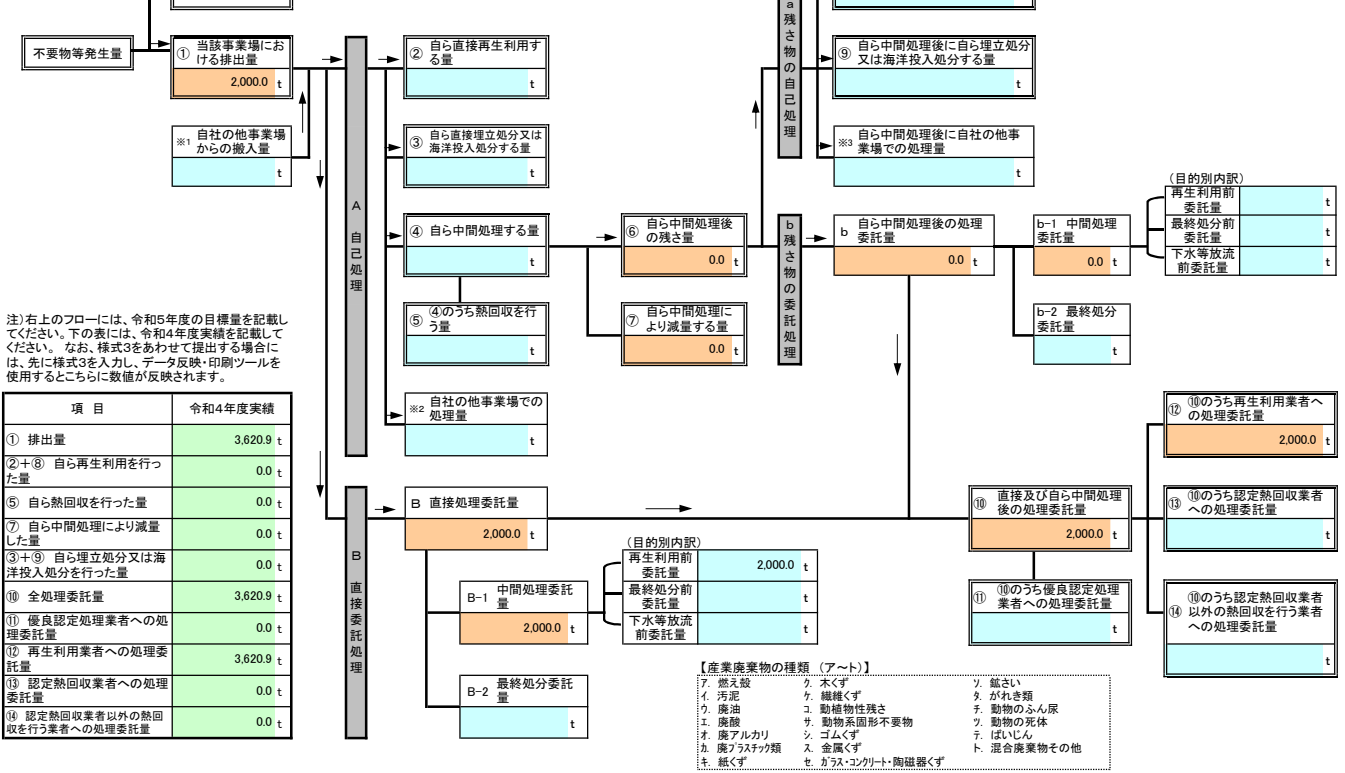 不要物等発生量
①
当該事業場にお
ける排出量
2,000.0 t
※1
自社の他事業場
からの搬入量
t
A
自
己
処
理
②
自ら直接再生利用す
る量
t
③
自ら直接埋立処分又は
海洋投入処分する量
t
④ 自ら中間処理する量
t
⑤
④のうち熱回収を行
う量
t
※2
自社の他事業場での
処理量
t
⑥
自ら中間処理後
の残さ量
0.0 t
⑦
自ら中間処理に
より減量する量
0.0 t
a
残
さ
物
の
自
己
処
理
⑨
自ら中間処理後に自ら埋立処分
又は海洋投入処分する量
t
※3
自ら中間処理後に自社の他事
業場での処理量
t
b
残
さ
物
の
委
託
処
理
b
自ら中間処理後の処理
委託量
0.0 t
b-1 中間処理
委託量
0.0 t
(目的別内訳)
再生利用前
委託量
t
最終処分前
委託量
t
下水等放流
前委託量
t
b-2 最終処分
委託量
t
注)右上のフローには、令和5年度の目標量を記載し
てください。下の表には、令和4年度実績を記載して
ください。 なお、様式3をあわせて提出する場合に
は、先に様式3を入力し、データ反映・印刷ツールを
使用するとこちらに数値が反映されます。
項 目 令和4年度実績
① 排出量 3,620.9 t
②+⑧ 自ら再生利用を行っ
た量 0.0 t
⑤ 自ら熱回収を行った量 0.0 t
⑦ 自ら中間処理により減量
した量 0.0 t
③+⑨ 自ら埋立処分又は海
洋投入処分を行った量 0.0 t
⑩ 全処理委託量 3,620.9 t
⑪ 優良認定処理業者への処
理委託量 0.0 t
⑫ 再生利用業者への処理委
託量 3,620.9 t
⑬ 認定熱回収業者への処理
委託量 0.0 t
⑭ 認定熱回収業者以外の熱回
収を行う業者への処理委託量 0.0 t
B
直
接
委
託
処
理
B 直接処理委託量
2,000.0 t
B-1
中間処理委託
量
2,000.0 t
(目的別内訳)
再生利用前
委託量
2,000.0 t
最終処分前
委託量
t
下水等放流
前委託量
t
B-2
最終処分委託
量
t
⑩
直接及び自ら中間処理
後の処理委託量
2,000.0 t
⑪
⑩のうち優良認定処理
業者への処理委託量
t
⑫
⑩のうち再生利用業者へ
の処理委託量
2,000.0 t
⑬
⑩のうち認定熱回収業者
への処理委託量
t
⑭
⑩のうち認定熱回収業者
以外の熱回収を行う業者
への処理委託量
t
【産業廃棄物の種類 (ア~ト)】
ア. 燃え殻 ク. 木くず ソ. 鉱さい
イ. 汚泥 ケ. 繊維くず タ. がれき類
ウ. 廃油 コ. 動植物性残さ チ. 動物のふん尿
エ. 廃酸 サ. 動物系固形不要物 ツ. 動物の死体
オ. 廃アルカリ シ. ゴムくず テ. ばいじん
カ. 廃プラスチック類 ス. 金属くず ト. 混合廃棄物その他
キ. 紙くず セ. ガラス・コンクリート・陶磁器くず